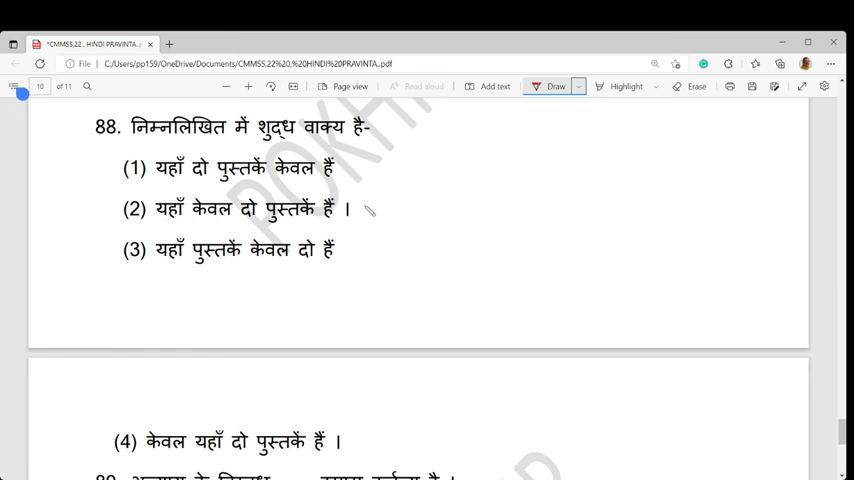 *CMMSS,22 , HINDI PRAVINTA..pdf
File C:/Users/pp159/OneDrive/Documents/CMMSS,22%20,%20HINDI%20PRAVINTA..pdf
10 of 11 Page view Read aloud Add text Draw Highlight Erase
88. निम्नलिखित में शुद्ध वाक्य है-
(1) यहाँ दो पुस्तकें केवल हैं
(2) यहाँ केवल दो पुस्तकें हैं ।
(3) यहाँ पुस्तकें केवल दो हैं
(4) केवल यहाँ दो पुस्तकें हैं ।